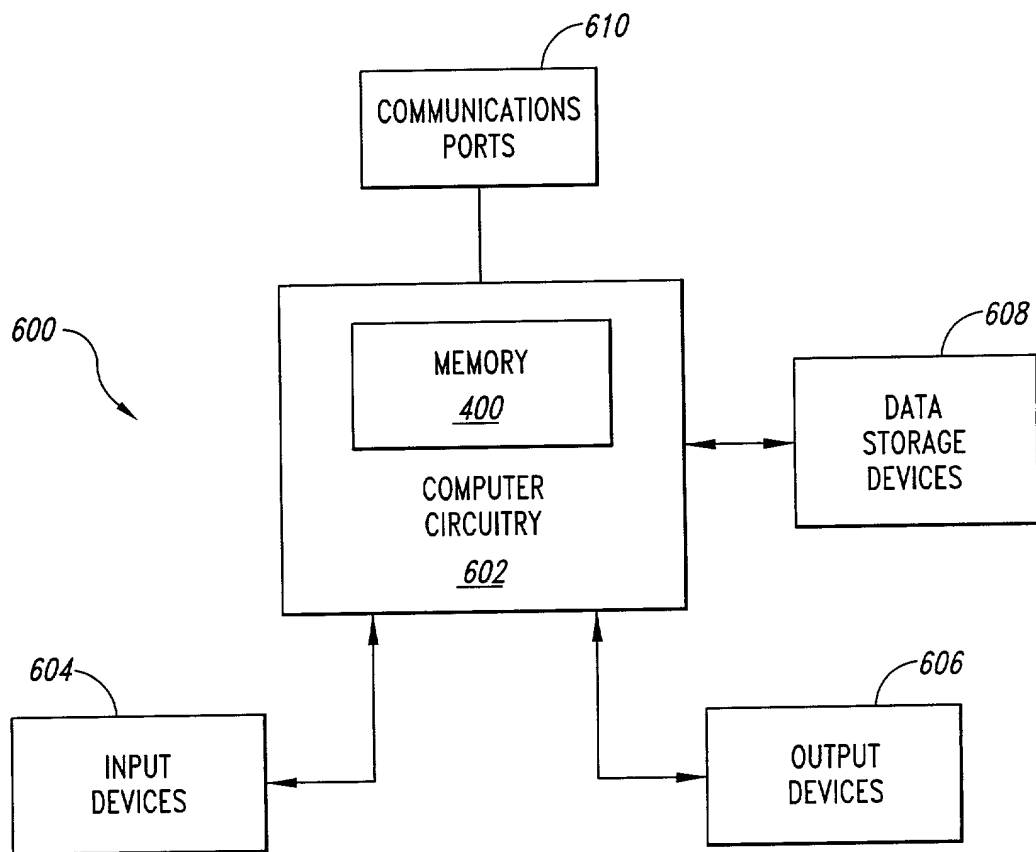 610
COMMUNICATIONS
PORTS
600
MEMORY
400
COMPUTER
CIRCUITRY
602
608
DATA
STORAGE
DEVICES
604
INPUT
DEVICES
606
OUTPUT
DEVICES